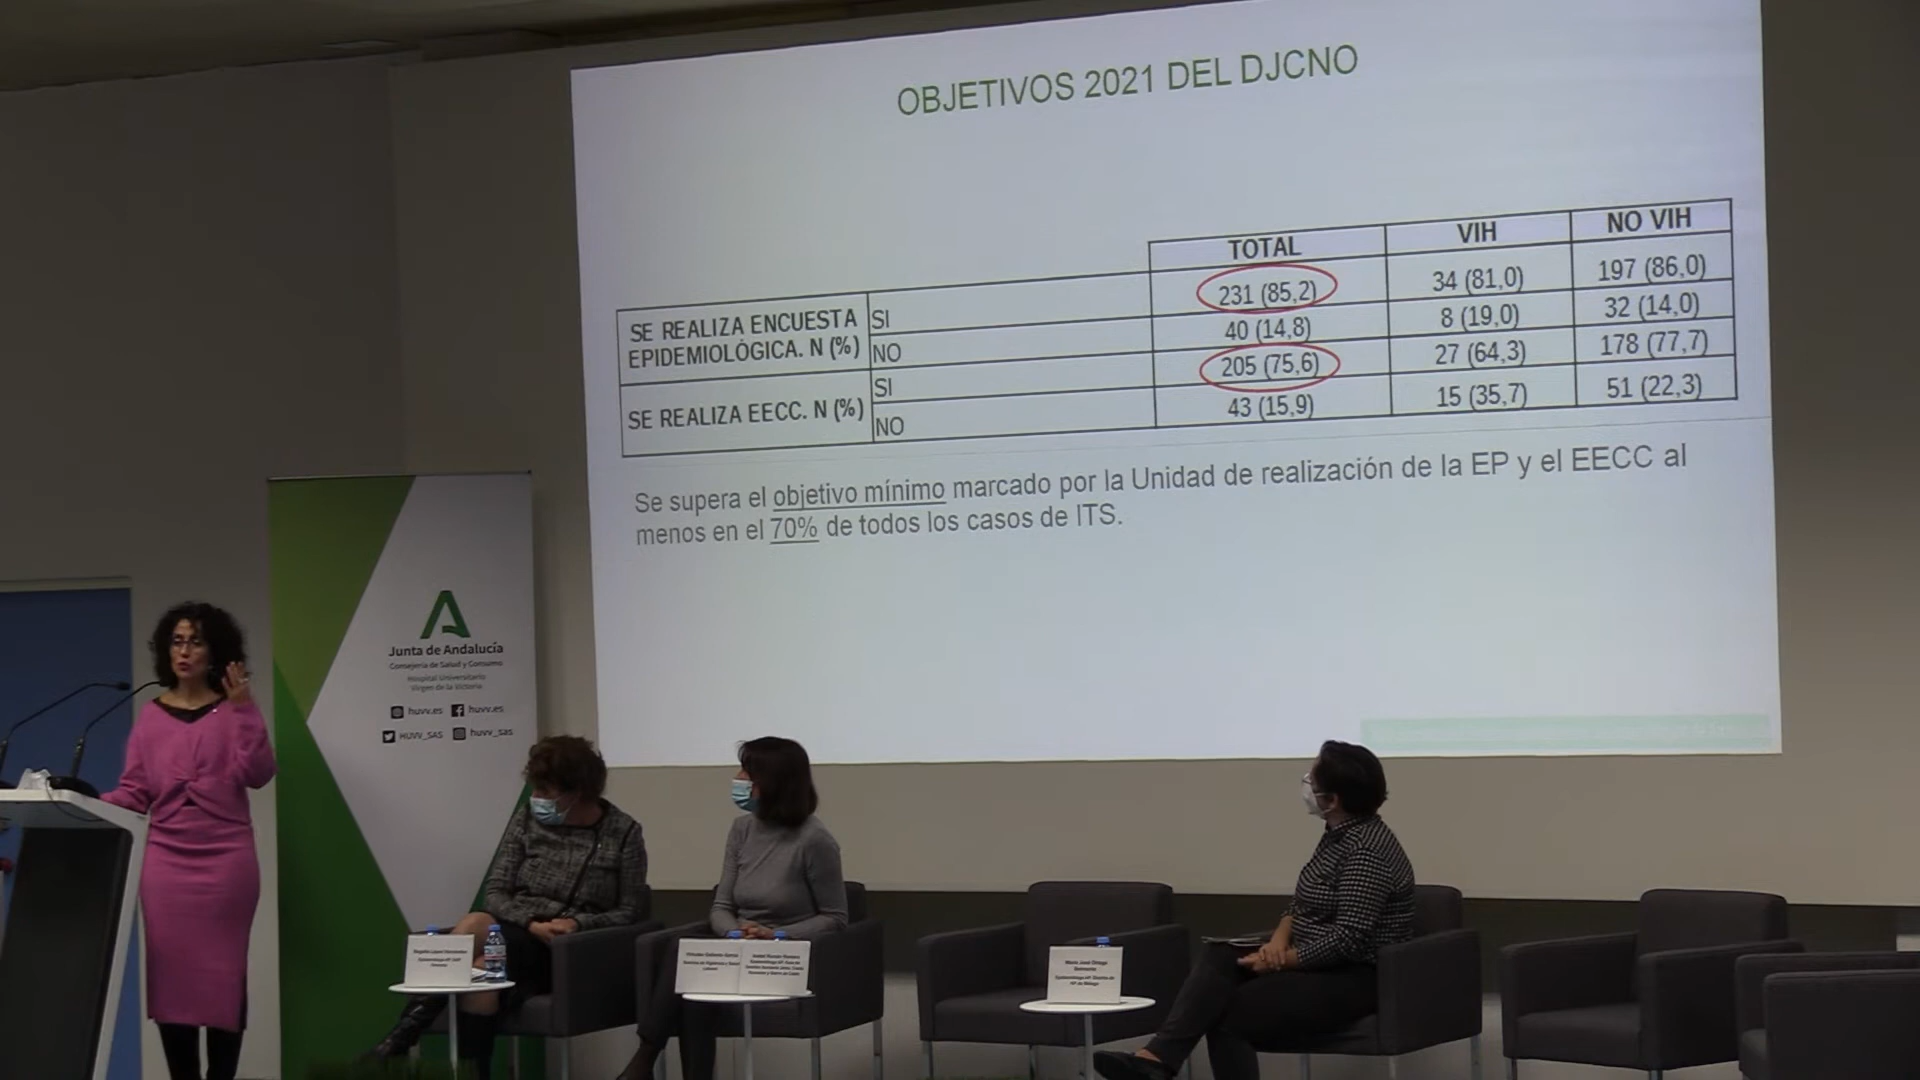 OBJETIVOS 2021 DEL DJCNO
TOTAL VIH NO VIH
SE REALIZA ENCUESTA EPIDEMIOLÓGICA. N (%) SI 231 (85,2) 34 (81,0) 197 (86,0)
NO 40 (14,8) 8 (19,0) 32 (14,0)
SE REALIZA EECC. N (%) SI 205 (75,6) 27 (64,3) 178 (77,7)
NO 43 (15,9) 15 (35,7) 51 (22,3)
Se supera el objetivo mínimo marcado por la Unidad de realización de la EP y el EECC al
menos en el 70% de todos los casos de ITS.
Junta de Andalucía
Consejería de Salud y Consumo
Hospital Universitario
Virgen de la Victoria
huvv.es huvv.es
HUVV_SAS huvv_sas